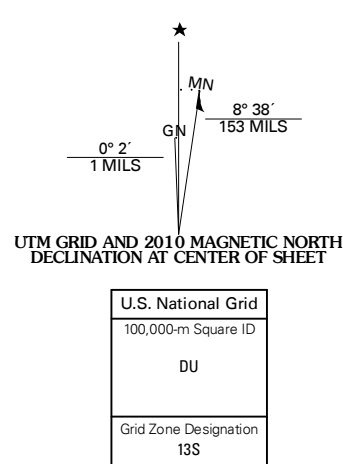 ★
MN
GN
8° 38´
153 MILS
0° 2´
1 MILS
UTM GRID AND 2010 MAGNETIC NORTH
DECLINATION AT CENTER OF SHEET
U.S. National Grid
100,000-m Square ID
DU
Grid Zone Designation
13S